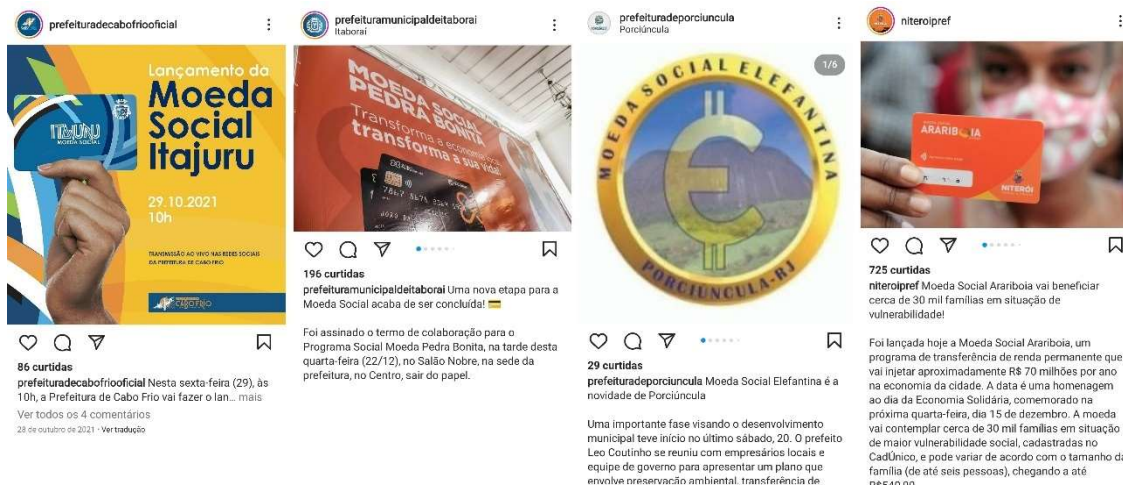 prefeituradecabofriooficial
Lançamento da
Moeda
Social
Itajuru
ITAJURU
MOEDA SOCIAL
29.10.2021
10h
TRANSMISSÃO AO VIVO NAS REDES SOCIAIS
DA PREFEITURA DE CABO FRIO
CABO FRIO
86 curtidas
prefeituradecabofriooficial Nesta sexta-feira (29), às
10h, a Prefeitura de Cabo Frio vai fazer o lan... mais
Ver todos os 4 comentários
28 de outubro de 2021 · Ver tradução
prefeituramunicipaldeitaborai
Itaboraí
MOEDA SOCIAL
PEDRA BONITA
Transforma a economia
transforma a sua vida!
196 curtidas
prefeituramunicipaldeitaborai Uma nova etapa para a
Moeda Social acaba de ser concluída! 💳
Foi assinado o termo de colaboração para o
Programa Social Moeda Pedra Bonita, na tarde desta
quarta-feira (22/12), no Salão Nobre, na sede da
prefeitura, no Centro, sair do papel.
prefeituradeporciuncula
Porciúncula
1/6
MOEDA SOCIAL ELEFANTINA
PORCIUNCULA-RJ
29 curtidas
prefeituradeporciuncula Moeda Social Elefantina é a
novidade de Porciúncula
Uma importante fase visando o desenvolvimento
municipal teve início no último sábado, 20. O prefeito
Leo Coutinho se reuniu com empresários locais e
equipe de governo para apresentar um plano que
envolve preservação ambiental, transferência de
niteroipref
ARARIBOIA
NITERÓI
725 curtidas
niteroipref Moeda Social Arariboia vai beneficiar
cerca de 30 mil famílias em situação de
vulnerabilidade!
Foi lançada hoje a Moeda Social Arariboia, um
programa de transferência de renda permanente que
vai injetar aproximadamente R$ 70 milhões por ano
na economia da cidade. A data é uma homenagem
ao dia da Economia Solidária, comemorado na
próxima quarta-feira, dia 15 de dezembro. A moeda
vai contemplar cerca de 30 mil famílias em situação
de maior vulnerabilidade social, cadastradas no
CadÚnico, e pode variar de acordo com o tamanho da
família (de até seis pessoas), chegando a até
R$540,00